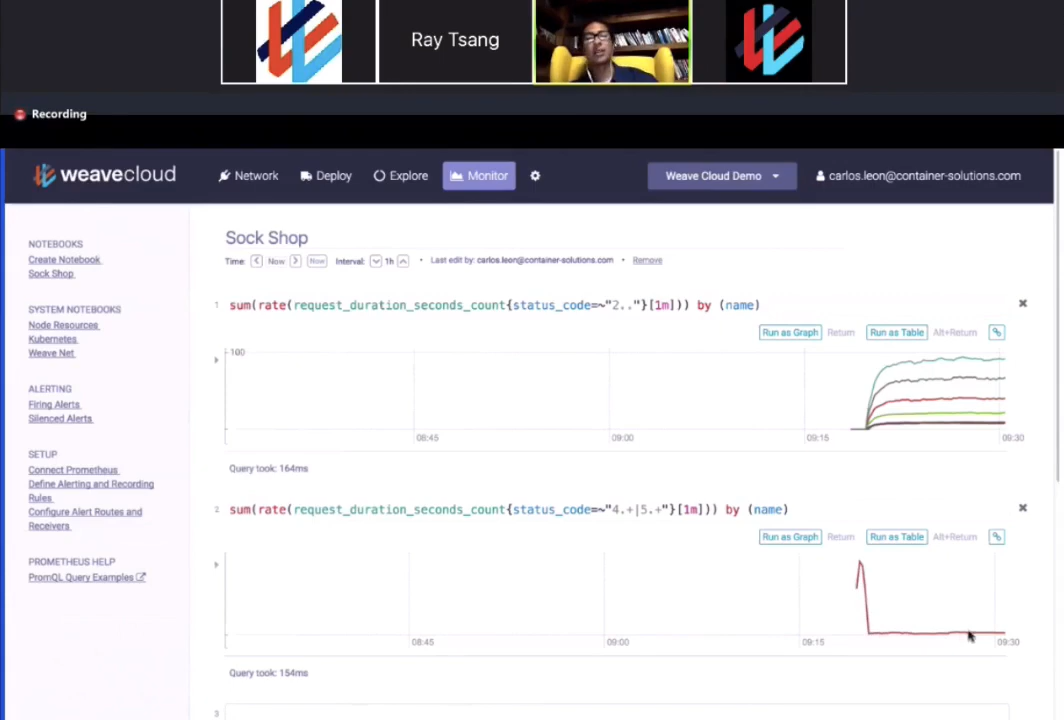 Ray Tsang
Recording
weavecloud
Network
Deploy
Explore
Monitor
Weave Cloud Demo
carlos.leon@container-solutions.com
NOTEBOOKS
Create Notebook
Sock Shop
SYSTEM NOTEBOOKS
Node Resources
Kubernetes
Weave Net
ALERTING
Firing Alerts
Silenced Alerts
SETUP
Connect Prometheus
Define Alerting and Recording
Rules
Configure Alert Routes and
Receivers
PROMETHEUS HELP
PromQL Query Examples
Sock Shop
Time: Now Now Interval: 1h • Last edit by: carlos.leon@container-solutions.com • Remove
1 sum(rate(request_duration_seconds_count{status_code=~"2.."}[1m])) by (name)
Run as Graph Return Run as Table Alt+Return
100
08:45 09:00 09:15 09:30
Query took: 164ms
2 sum(rate(request_duration_seconds_count{status_code=~"4.+|5.+"}[1m])) by (name)
Run as Graph Return Run as Table Alt+Return
08:45 09:00 09:15 09:30
Query took: 154ms
3